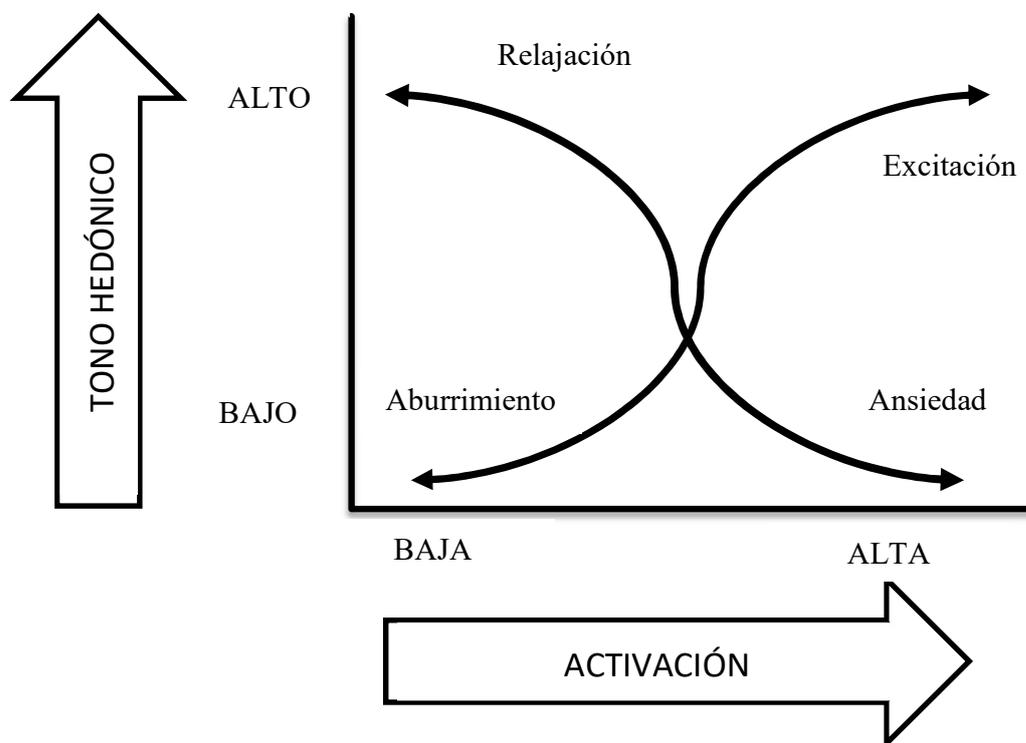 Relajación
ALTO
Excitación
TONO HEDÓNICO
Aburrimiento
Ansiedad
BAJO
BAJA
ALTA
ACTIVACIÓN